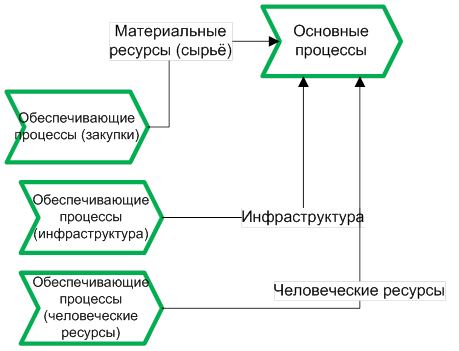 Материальные
ресурсы (сырьё)
Основные
процессы
Обеспечивающие
процессы (закупки)
Обеспечивающие
процессы
(инфраструктура)
Инфраструктура
Обеспечивающие
процессы
(человеческие
ресурсы)
Человеческие ресурсы